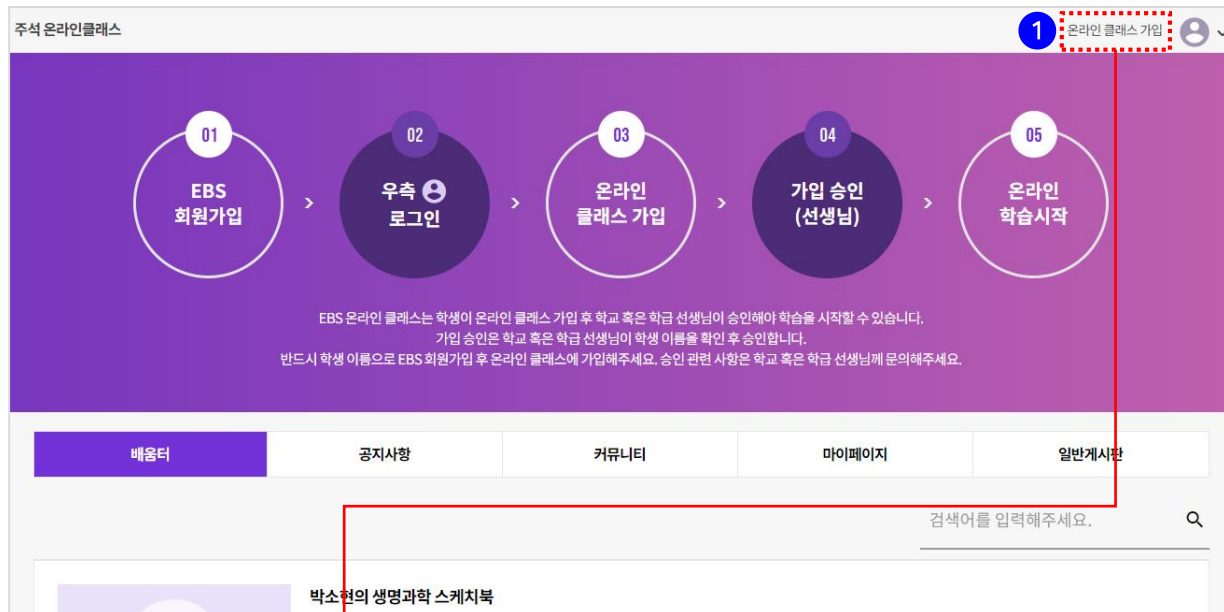 주석 온라인클래스
1 온라인 클래스 가입
01
EBS
회원가입
02
우측
로그인
03
온라인
클래스 가입
04
가입 승인
(선생님)
05
온라인
학습시작
EBS 온라인 클래스는 학생이 온라인 클래스 가입 후 학교 혹은 학급 선생님이 승인해야 학습을 시작할 수 있습니다.
가입 승인은 학교 혹은 학급 선생님이 학생 이름을 확인 후 승인합니다.
반드시 학생 이름으로 EBS 회원가입 후 온라인 클래스에 가입해주세요. 승인 관련 사항은 학교 혹은 학급 선생님께 문의해주세요.
배움터 공지사항 커뮤니티 마이페이지 일반게시판
검색어를 입력해주세요.
박소현의 생명과학 스케치북